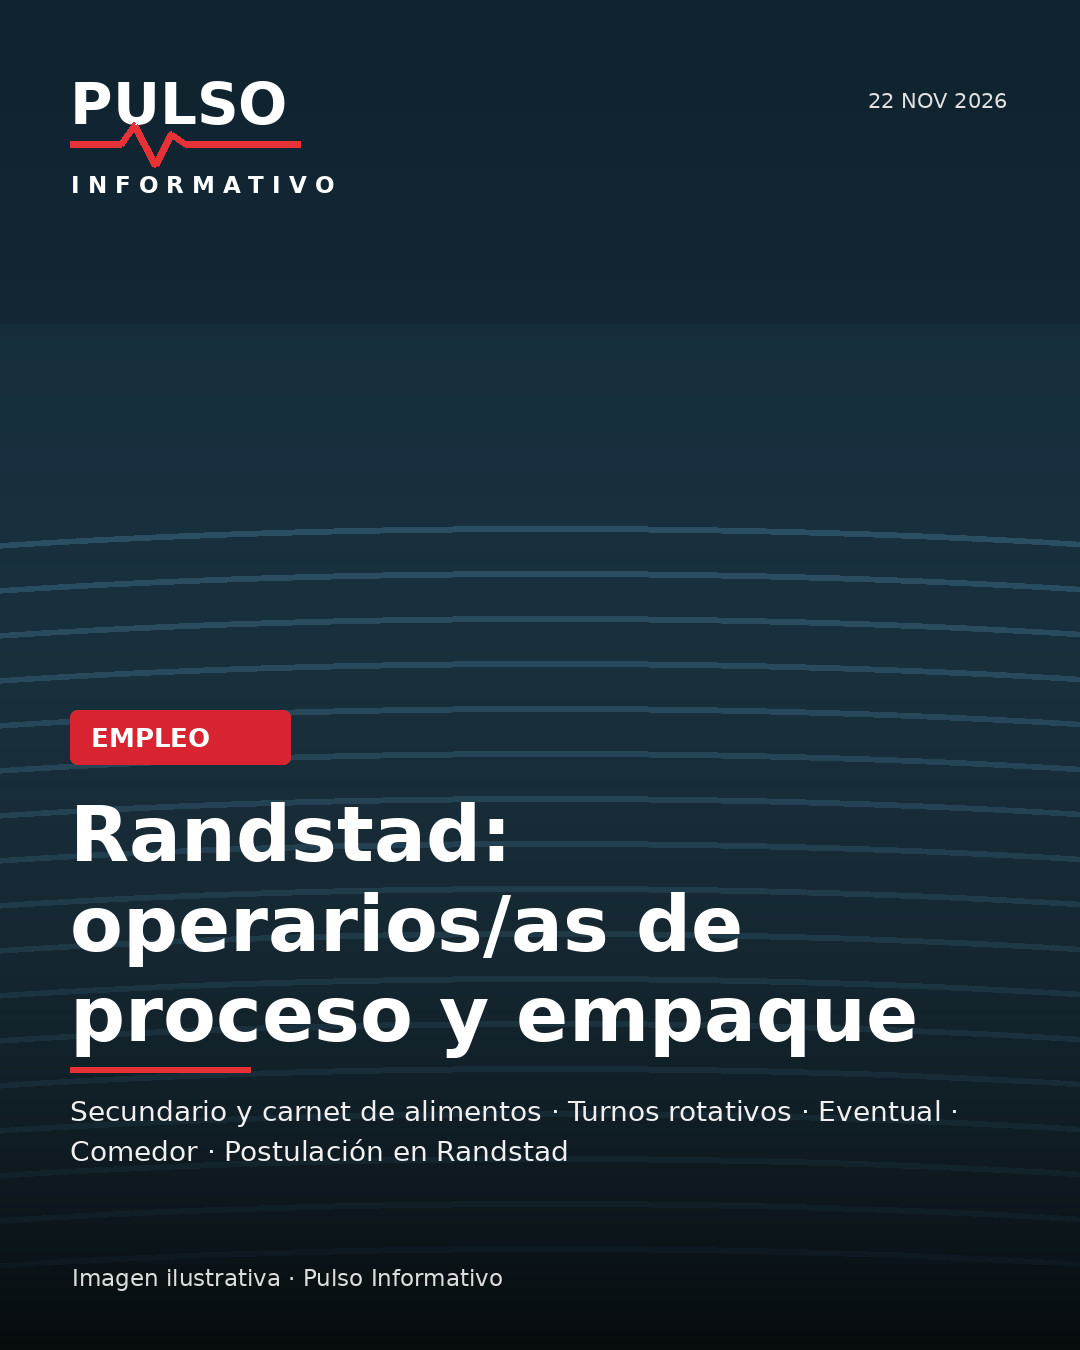 PULSO
INFORMATIVO
22 NOV 2026
EMPLEO
Randstad:
operarios/as de
proceso y empaque
Secundario y carnet de alimentos · Turnos rotativos · Eventual ·
Comedor · Postulación en Randstad
Imagen ilustrativa · Pulso Informativo